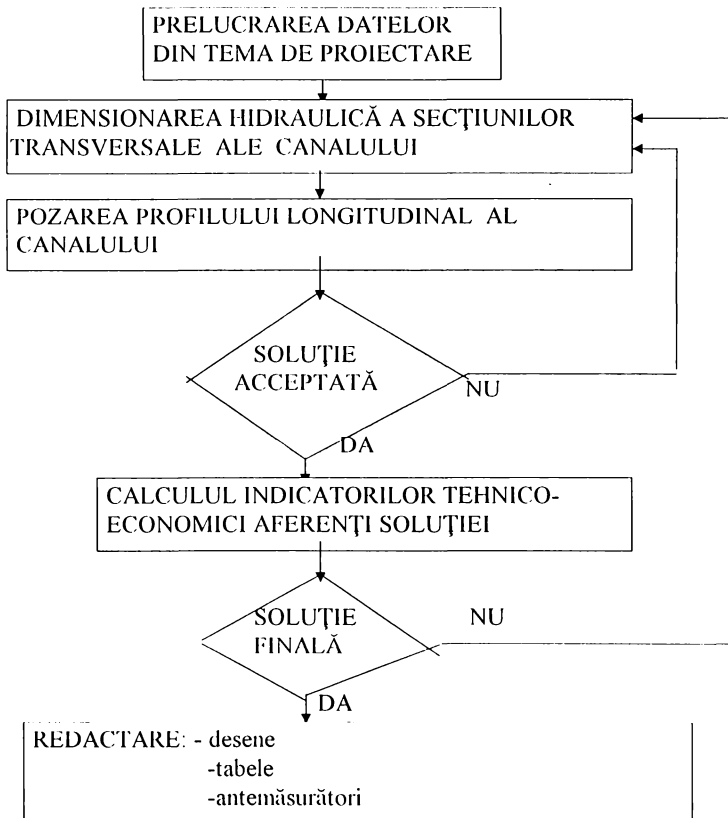 PRELUCRAREA DATELOR
DIN TEMA DE PROIECTARE
DIMENSIONAREA HIDRAULICĂ A SECŢIUNILOR
TRANSVERSALE ALE CANALULUI
POZAREA PROFILULUI LONGITUDINAL AL
CANALULUI
SOLUŢIE
ACCEPTATĂ
NU
DA
CALCULUL INDICATORILOR TEHNICO-
ECONOMICI AFERENŢI SOLUŢIEI
SOLUŢIE
FINALĂ
NU
DA
REDACTARE: - desene
-tabele
-antemăsurători